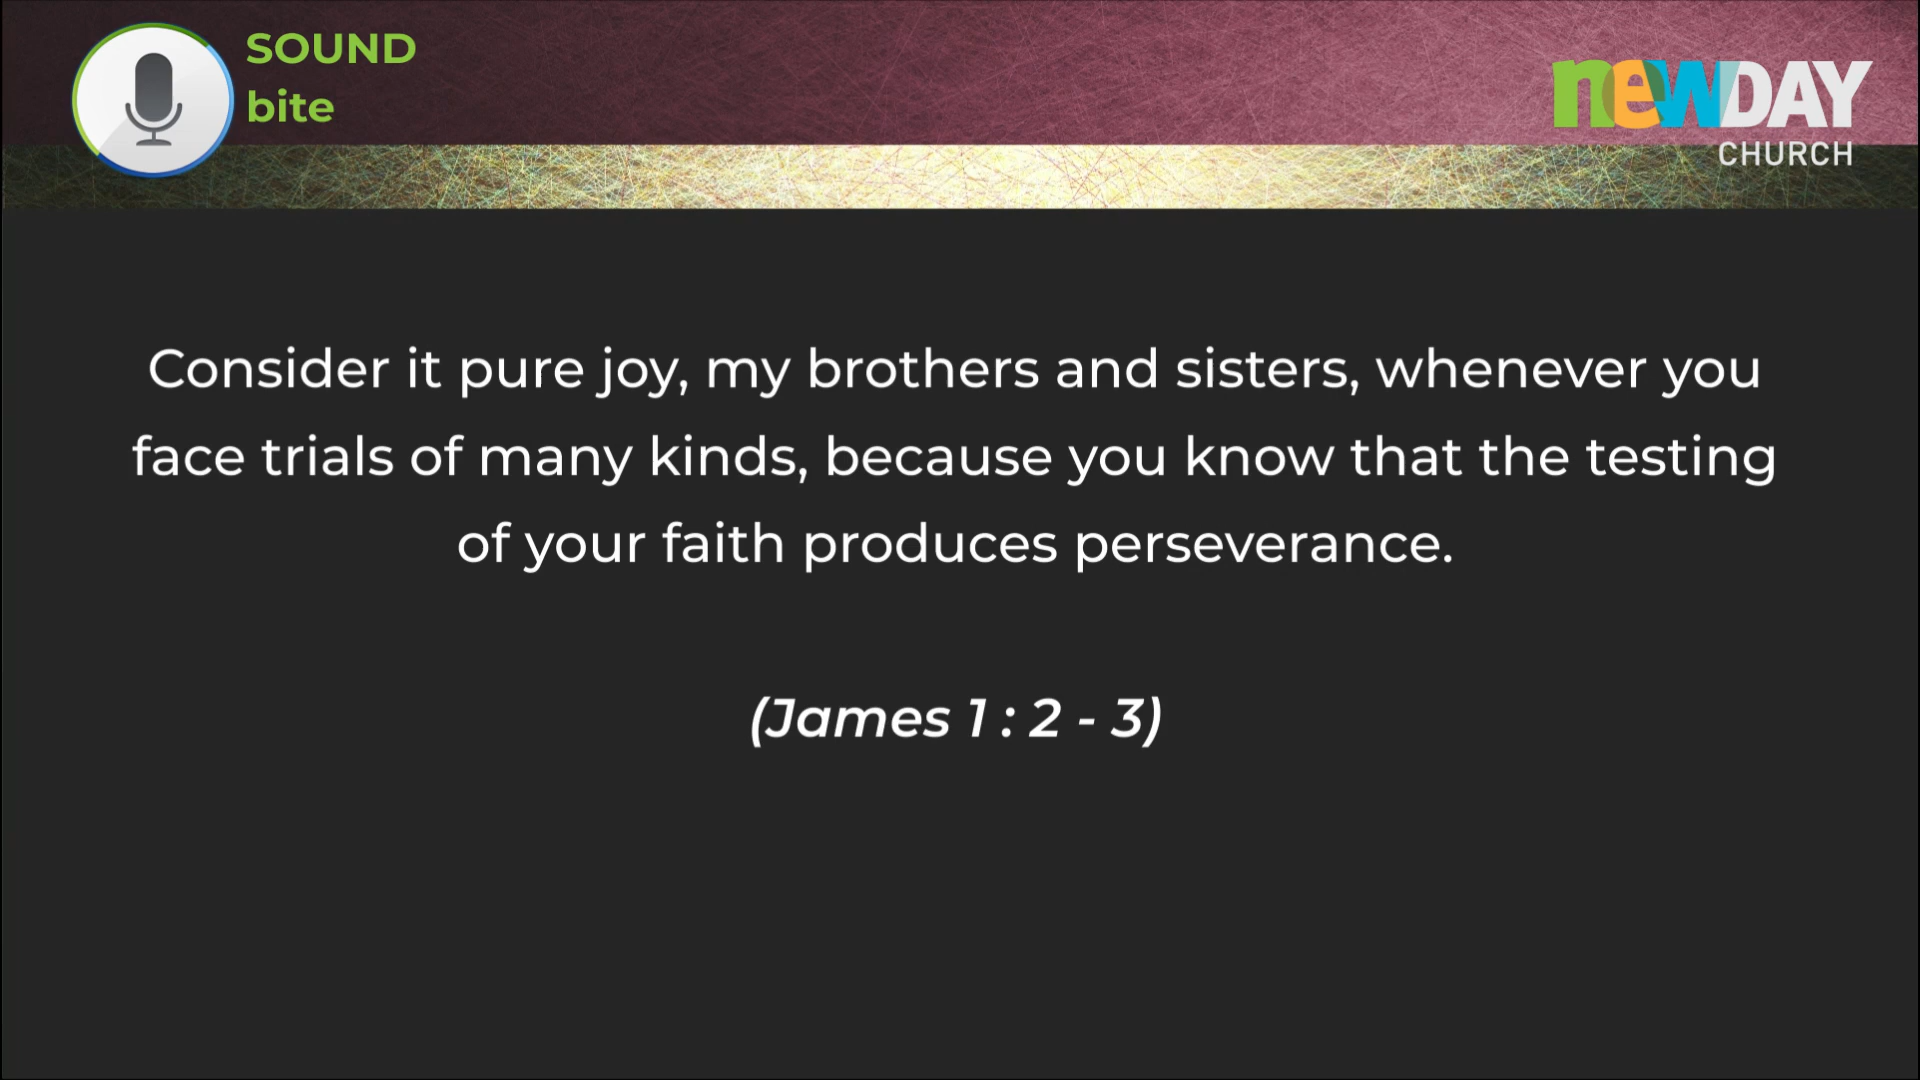 SOUND
bite
newDAY
CHURCH
Consider it pure joy, my brothers and sisters, whenever you
face trials of many kinds, because you know that the testing
of your faith produces perseverance.
(James 1 : 2 - 3)